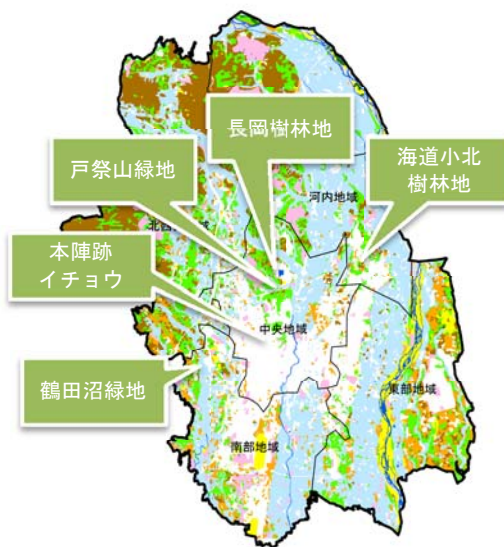 長岡樹林地
戸祭山緑地
海道小北
樹林地
河内地域
本陣跡
イチョウ
中央地域
鶴田沼緑地
東部地域
南部地域